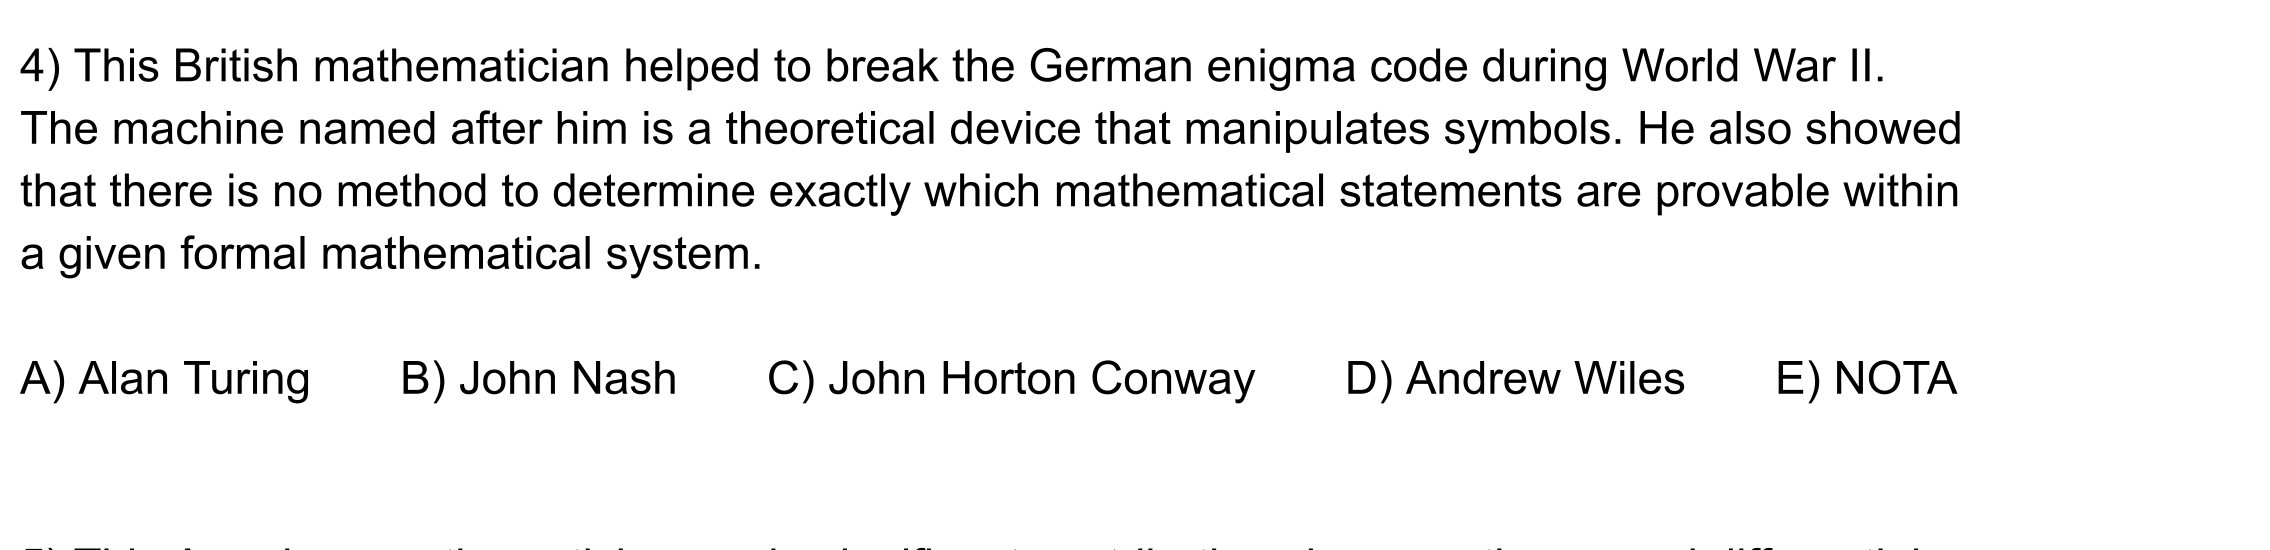 4) This British mathematician helped to break the German enigma code during World War II.
The machine named after him is a theoretical device that manipulates symbols. He also showed
that there is no method to determine exactly which mathematical statements are provable within
a given formal mathematical system.
A) Alan Turing B) John Nash C) John Horton Conway D) Andrew Wiles E) NOTA